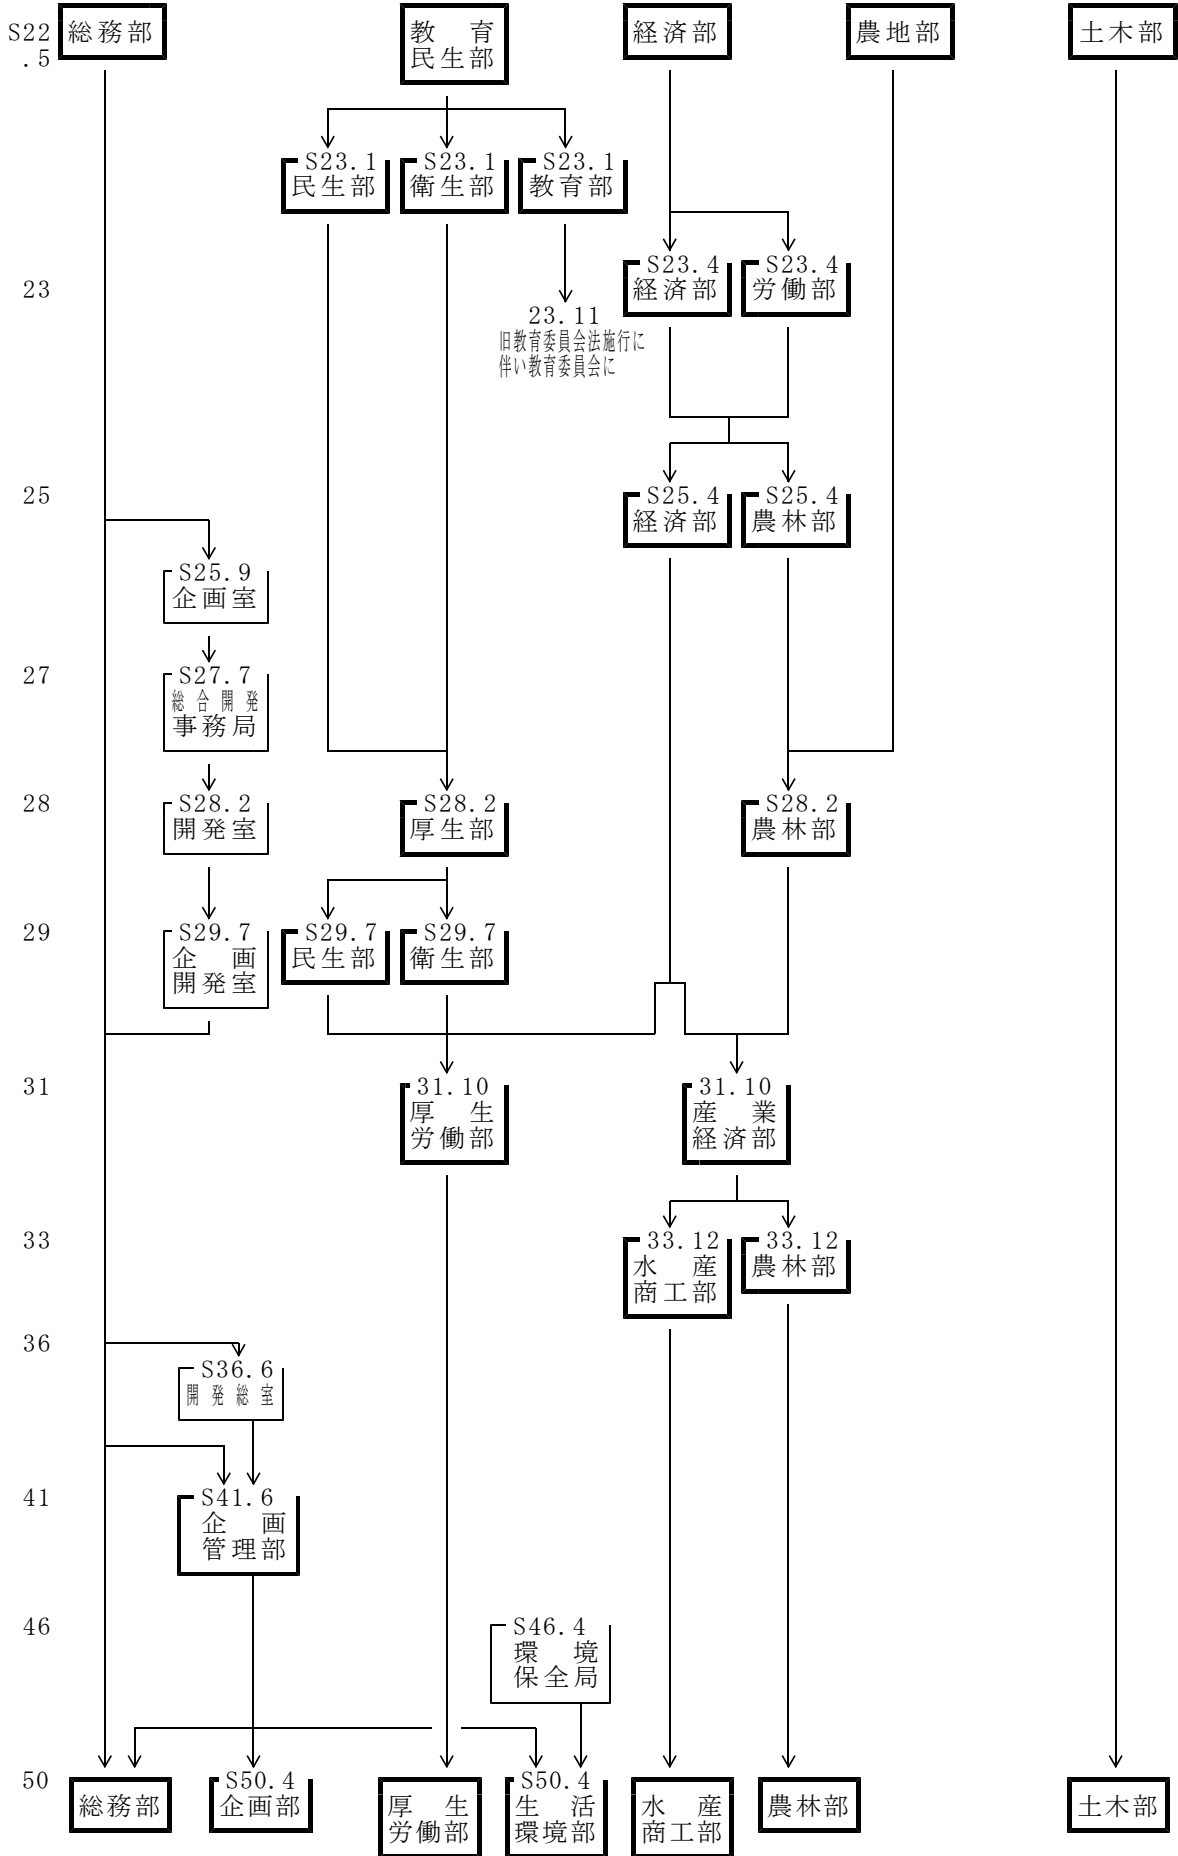 S22
.5
総務部
教　育
民生部
経済部
農地部
土木部
S23.1
民生部
S23.1
衛生部
S23.1
教育部
23
S23.4
経済部
S23.4
労働部
23.11
旧教育委員会法施行に
伴い教育委員会に
25
S25.4
経済部
S25.4
農林部
S25.9
企画室
27
S27.7
総合開発
事務局
28
S28.2
開発室
S28.2
厚生部
S28.2
農林部
29
S29.7
企　画
開発室
S29.7
民生部
S29.7
衛生部
31
31.10
厚　生
労働部
31.10
産　業
経済部
33
33.12
水　産
商工部
33.12
農林部
36
S36.6
開発総室
41
S41.6
企　画
管理部
46
S46.4
環　境
保全局
50
総務部
S50.4
企画部
厚　生
労働部
S50.4
生　活
環境部
水　産
商工部
農林部
土木部